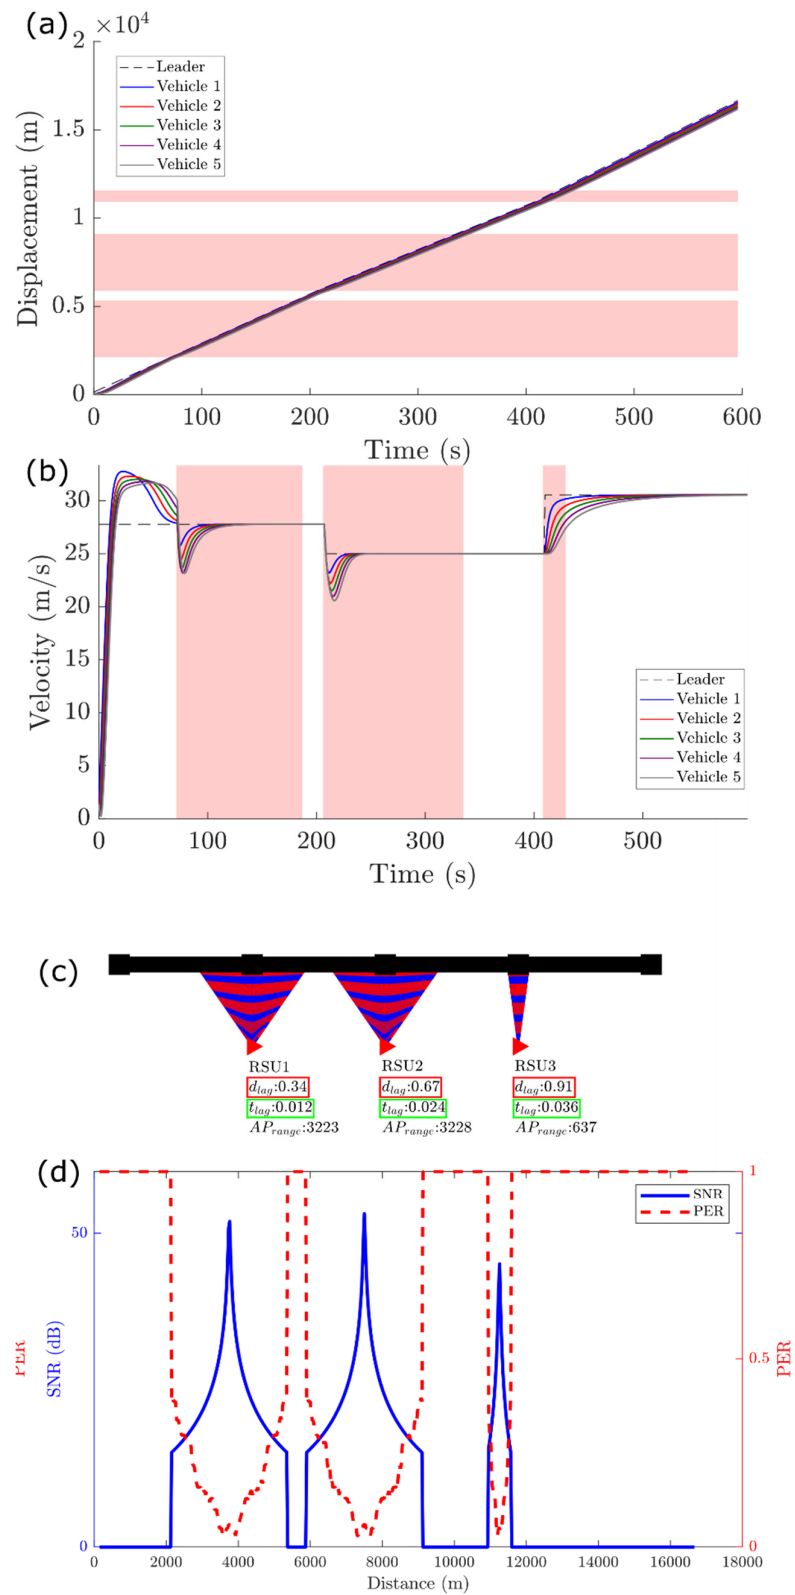 (a)
×10⁴
2
1.5
1
0.5
0
Displacement (m)
Leader
Vehicle 1
Vehicle 2
Vehicle 3
Vehicle 4
Vehicle 5
0 100 200 300 400 500 600
Time (s)
(b)
30
25
20
15
10
5
0
Velocity (m/s)
Leader
Vehicle 1
Vehicle 2
Vehicle 3
Vehicle 4
Vehicle 5
0 100 200 300 400 500
Time (s)
(c)
RSU1 RSU2 RSU3
d_lag:0.34 d_lag:0.67 d_lag:0.91
t_lag:0.012 t_lag:0.024 t_lag:0.036
AP_range:3223 AP_range:3228 AP_range:637
(d)
1
SNR
PER
50
0.5
PER
SNR (dB)
PER
0
0
0 2000 4000 6000 8000 10000 12000 14000 16000 18000
Distance (m)